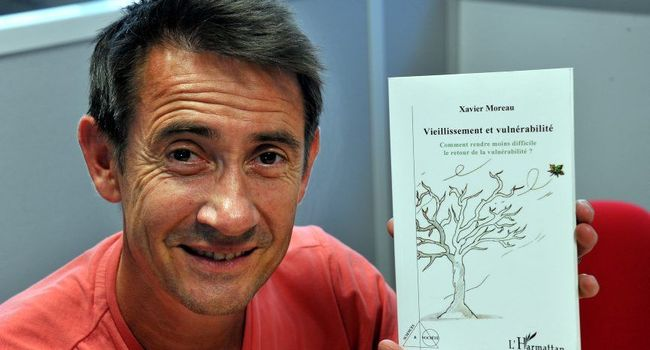 Xavier Moreau
Vieillissement et vulnérabilité
Comment rendre moins difficile
le retour de la vulnérabilité ?
L'Harmattan